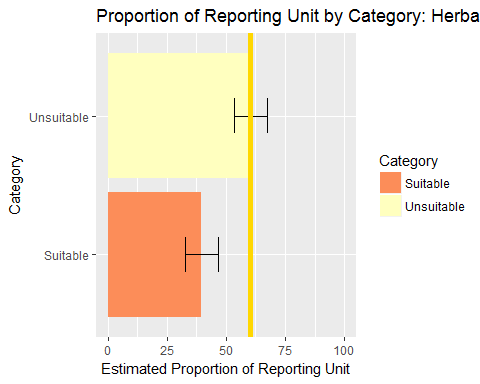 Proportion of Reporting Unit by Category: Herba
Unsuitable
Suitable
Category
0 25 50 75 100
Estimated Proportion of Reporting Unit
Category
Suitable
Unsuitable